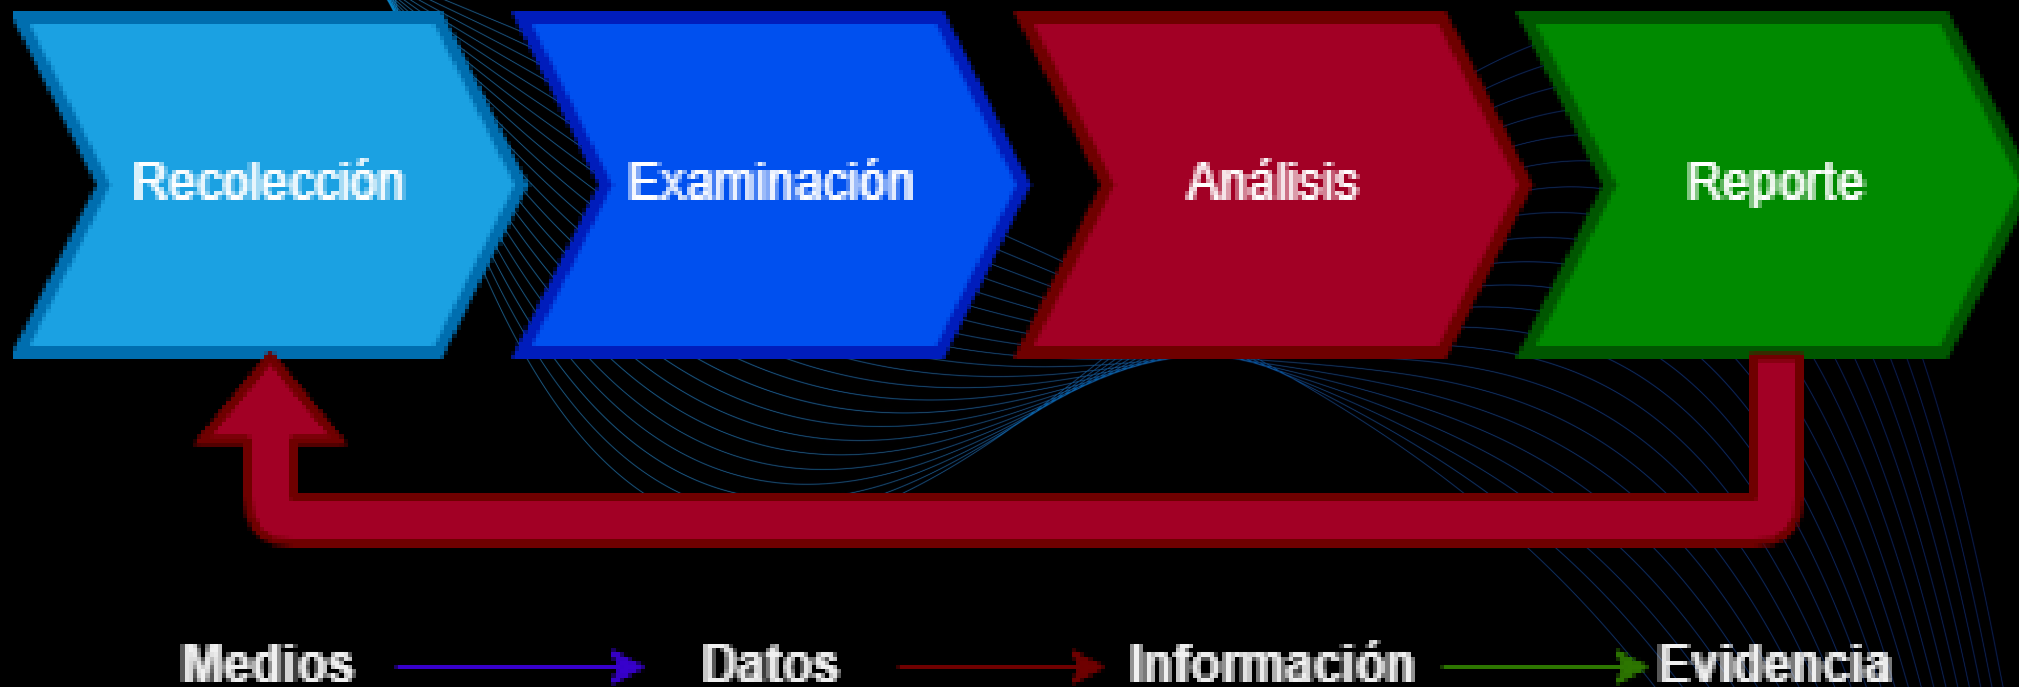 Recolección Examinación Análisis Reporte
Medios Datos Información Evidencia